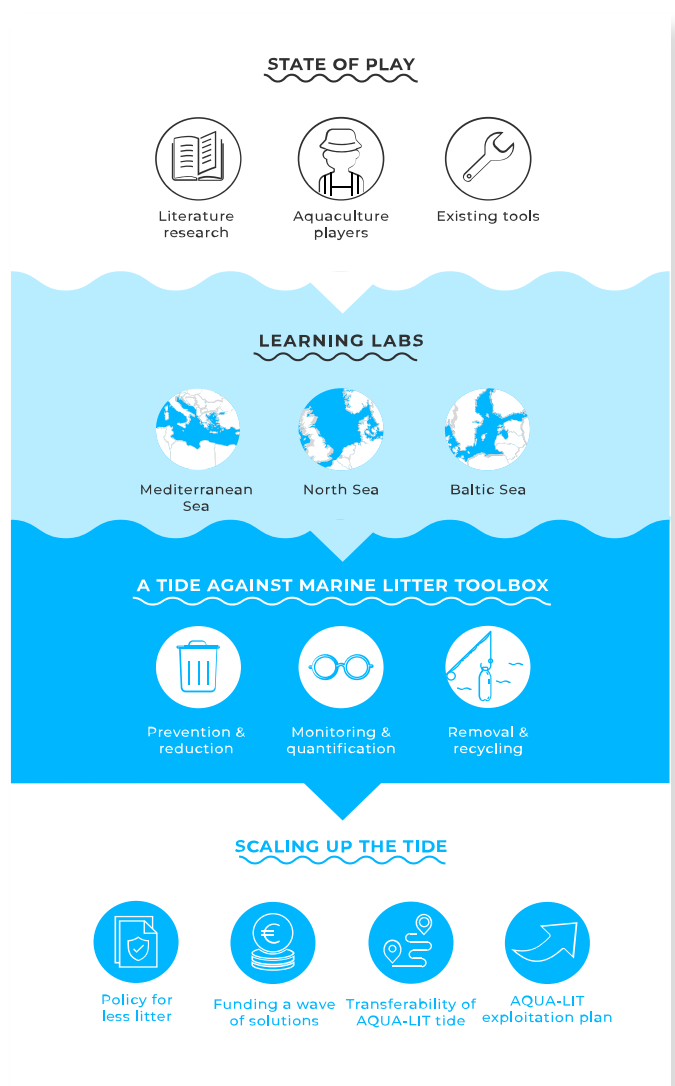 STATE OF PLAY
Literature
research
Aquaculture
players
Existing tools
LEARNING LABS
Mediterranean
Sea
North Sea
Baltic Sea
A TIDE AGAINST MARINE LITTER TOOLBOX
Prevention &
reduction
Monitoring &
quantification
Removal &
recycling
SCALING UP THE TIDE
Policy for
less litter
Funding a wave
of solutions
Transferability of
AQUA-LIT tide
AQUA-LIT
exploitation plan